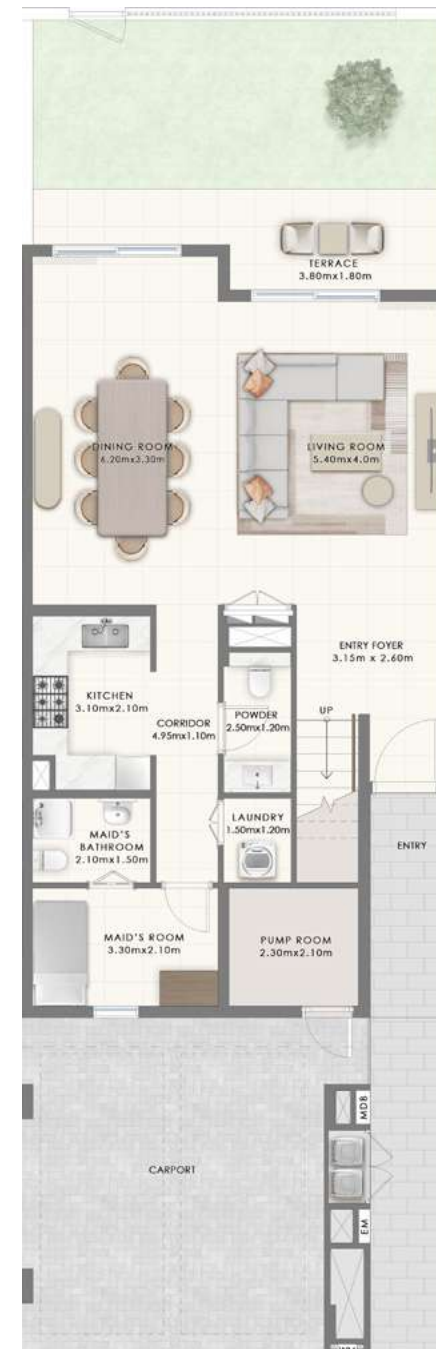 TERRACE
3.80mx1.80m
DINING ROOM
6.20mx3.30m
LIVING ROOM
5.40mx4.0m
ENTRY FOYER
3.15m x 2.60m
KITCHEN
3.10mx2.10m
CORRIDOR
4.95mx1.10m
POWDER
2.50mx1.20m
UP
LAUNDRY
1.50mx1.20m
MAID'S
BATHROOM
2.10mx1.50m
ENTRY
MAID'S ROOM
3.30mx2.10m
PUMP ROOM
2.30mx2.10m
MDB
CARPORT
EM